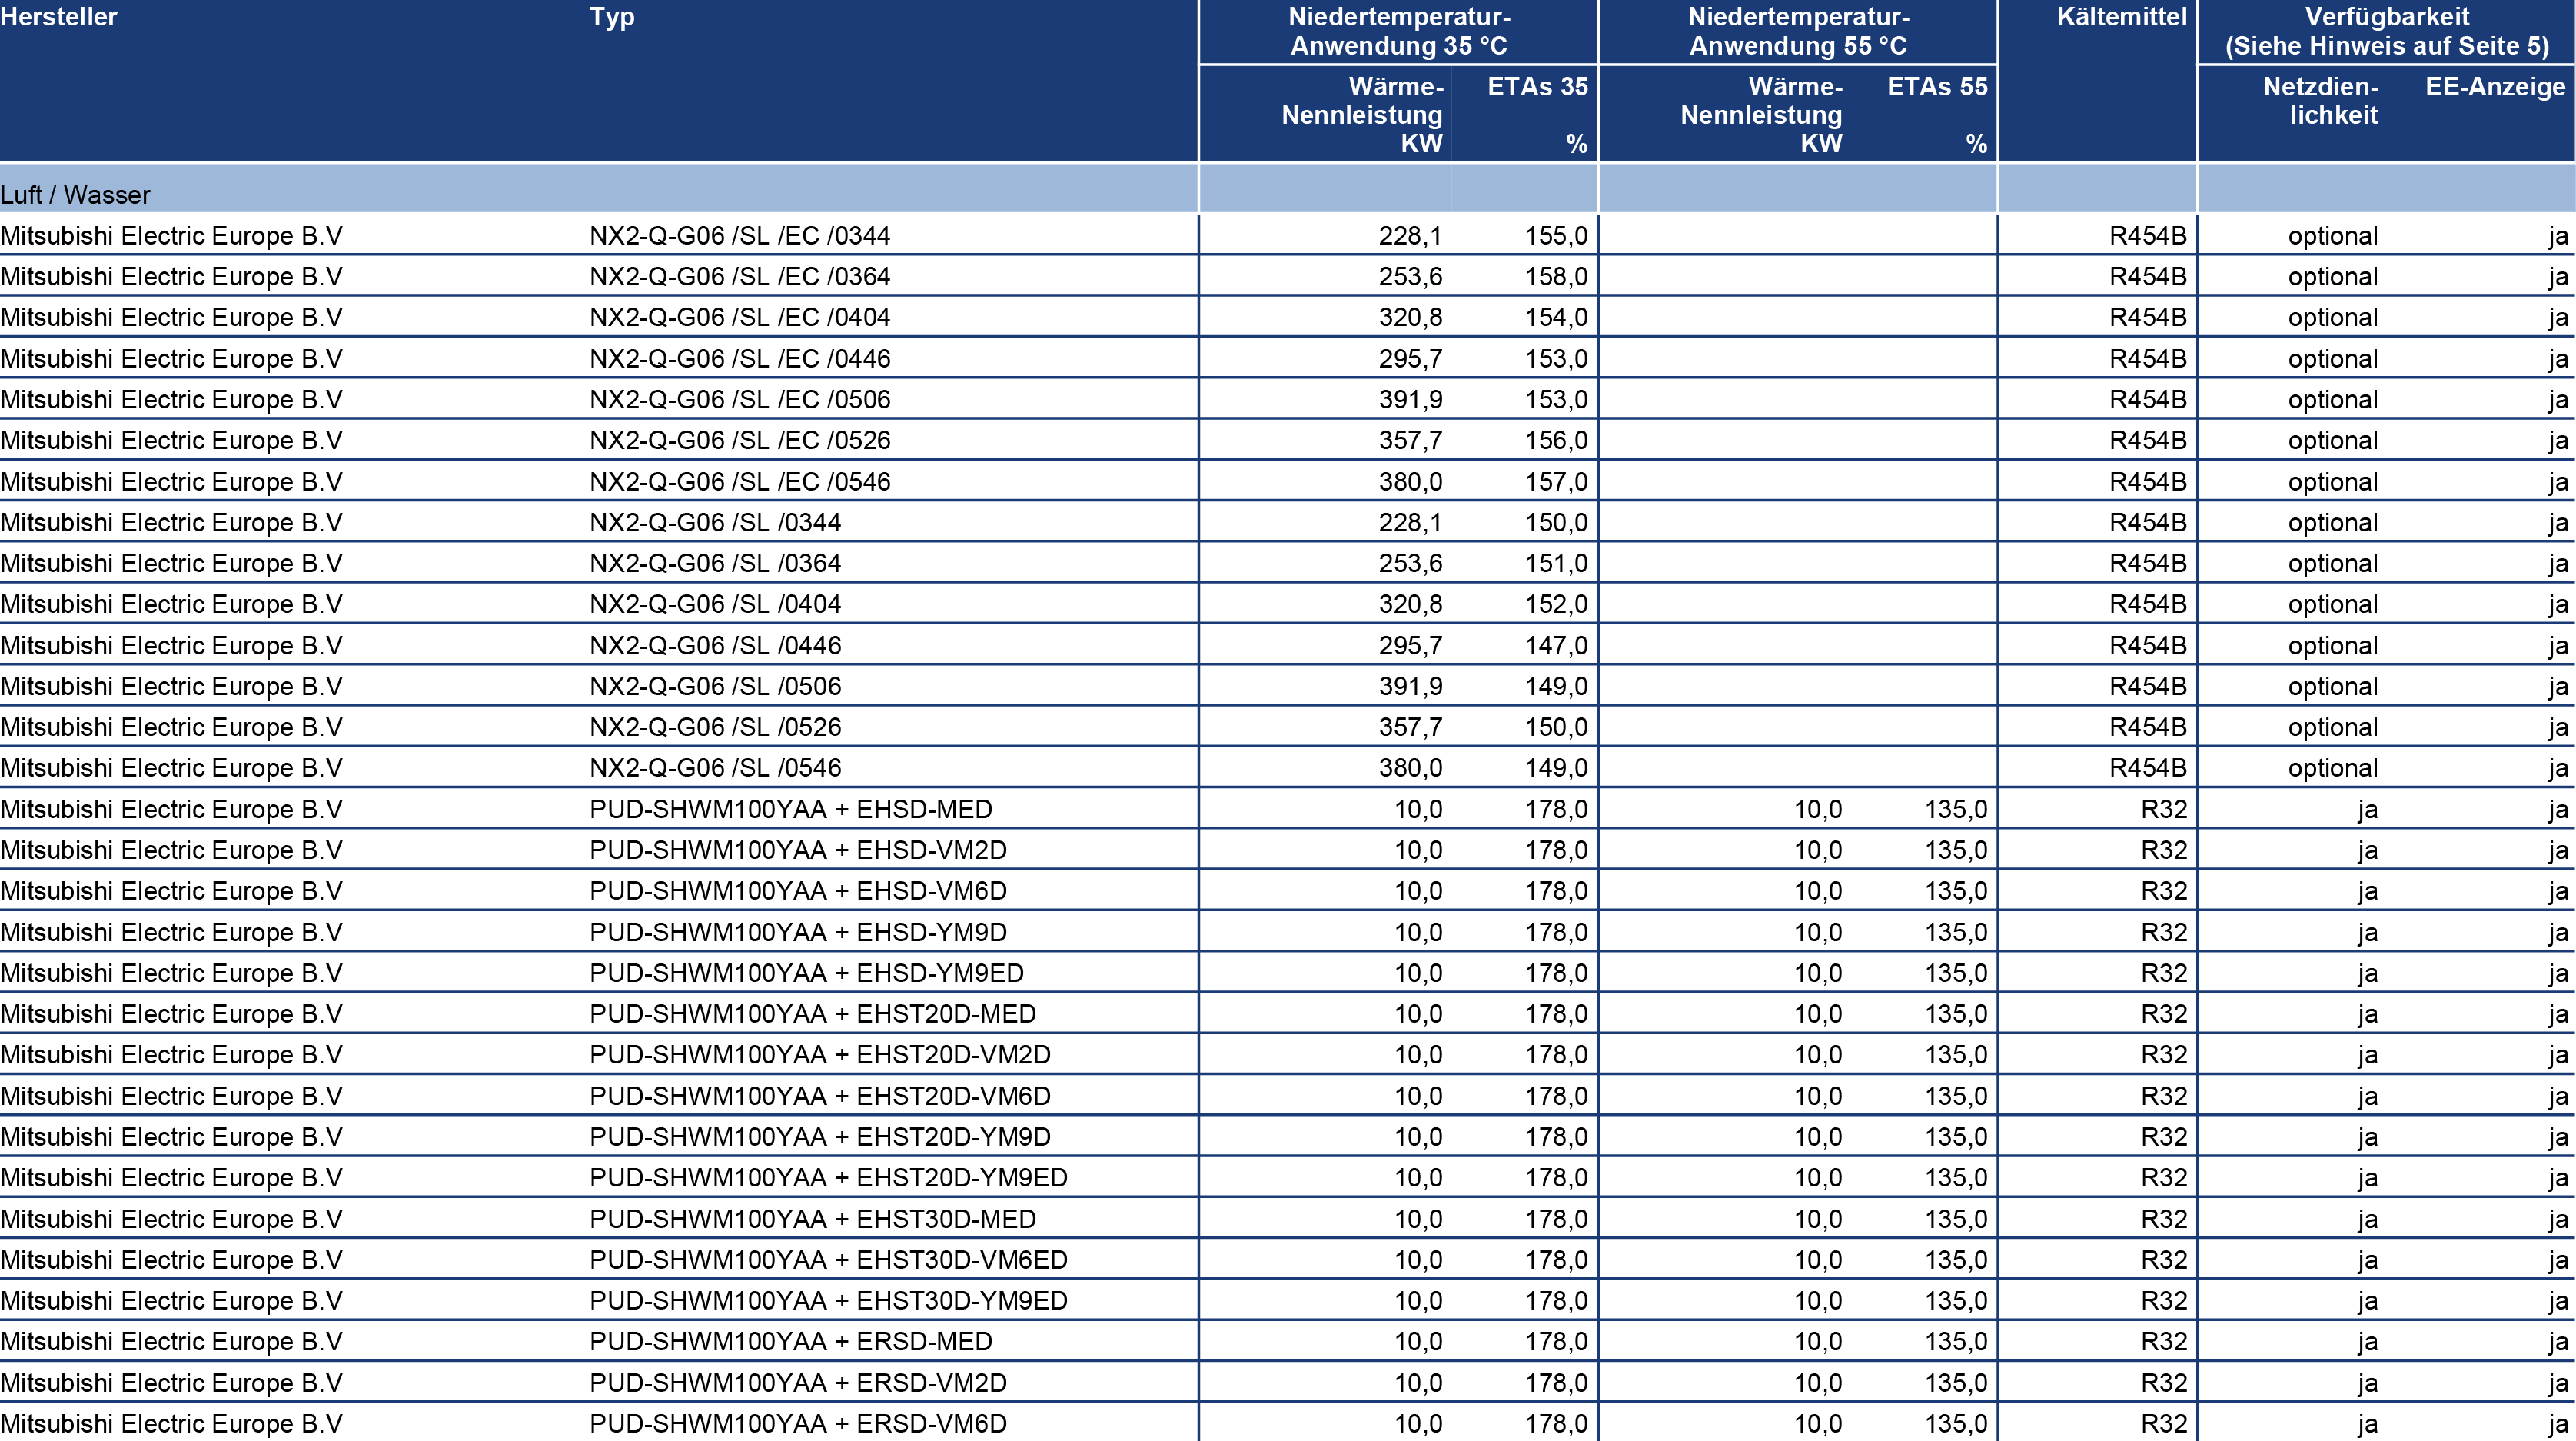 Hersteller Typ Niedertemperatur- Niedertemperatur- Kältemittel Verfügbarkeit
Anwendung 35 °C Anwendung 55 °C (Siehe Hinweis auf Seite 5)
Wärme- ETAs 35 Wärme- ETAs 55 Netzdien- EE-Anzeige
Nennleistung Nennleistung lichkeit
KW % KW %
Luft / Wasser
Mitsubishi Electric Europe B.V NX2-Q-G06 /SL /EC /0344 228,1 155,0 R454B optional ja
Mitsubishi Electric Europe B.V NX2-Q-G06 /SL /EC /0364 253,6 158,0 R454B optional ja
Mitsubishi Electric Europe B.V NX2-Q-G06 /SL /EC /0404 320,8 154,0 R454B optional ja
Mitsubishi Electric Europe B.V NX2-Q-G06 /SL /EC /0446 295,7 153,0 R454B optional ja
Mitsubishi Electric Europe B.V NX2-Q-G06 /SL /EC /0506 391,9 153,0 R454B optional ja
Mitsubishi Electric Europe B.V NX2-Q-G06 /SL /EC /0526 357,7 156,0 R454B optional ja
Mitsubishi Electric Europe B.V NX2-Q-G06 /SL /EC /0546 380,0 157,0 R454B optional ja
Mitsubishi Electric Europe B.V NX2-Q-G06 /SL /0344 228,1 150,0 R454B optional ja
Mitsubishi Electric Europe B.V NX2-Q-G06 /SL /0364 253,6 151,0 R454B optional ja
Mitsubishi Electric Europe B.V NX2-Q-G06 /SL /0404 320,8 152,0 R454B optional ja
Mitsubishi Electric Europe B.V NX2-Q-G06 /SL /0446 295,7 147,0 R454B optional ja
Mitsubishi Electric Europe B.V NX2-Q-G06 /SL /0506 391,9 149,0 R454B optional ja
Mitsubishi Electric Europe B.V NX2-Q-G06 /SL /0526 357,7 150,0 R454B optional ja
Mitsubishi Electric Europe B.V NX2-Q-G06 /SL /0546 380,0 149,0 R454B optional ja
Mitsubishi Electric Europe B.V PUD-SHWM100YAA + EHSD-MED 10,0 178,0 10,0 135,0 R32 ja ja
Mitsubishi Electric Europe B.V PUD-SHWM100YAA + EHSD-VM2D 10,0 178,0 10,0 135,0 R32 ja ja
Mitsubishi Electric Europe B.V PUD-SHWM100YAA + EHSD-VM6D 10,0 178,0 10,0 135,0 R32 ja ja
Mitsubishi Electric Europe B.V PUD-SHWM100YAA + EHSD-YM9D 10,0 178,0 10,0 135,0 R32 ja ja
Mitsubishi Electric Europe B.V PUD-SHWM100YAA + EHSD-YM9ED 10,0 178,0 10,0 135,0 R32 ja ja
Mitsubishi Electric Europe B.V PUD-SHWM100YAA + EHST20D-MED 10,0 178,0 10,0 135,0 R32 ja ja
Mitsubishi Electric Europe B.V PUD-SHWM100YAA + EHST20D-VM2D 10,0 178,0 10,0 135,0 R32 ja ja
Mitsubishi Electric Europe B.V PUD-SHWM100YAA + EHST20D-VM6D 10,0 178,0 10,0 135,0 R32 ja ja
Mitsubishi Electric Europe B.V PUD-SHWM100YAA + EHST20D-YM9D 10,0 178,0 10,0 135,0 R32 ja ja
Mitsubishi Electric Europe B.V PUD-SHWM100YAA + EHST20D-YM9ED 10,0 178,0 10,0 135,0 R32 ja ja
Mitsubishi Electric Europe B.V PUD-SHWM100YAA + EHST30D-MED 10,0 178,0 10,0 135,0 R32 ja ja
Mitsubishi Electric Europe B.V PUD-SHWM100YAA + EHST30D-VM6ED 10,0 178,0 10,0 135,0 R32 ja ja
Mitsubishi Electric Europe B.V PUD-SHWM100YAA + EHST30D-YM9ED 10,0 178,0 10,0 135,0 R32 ja ja
Mitsubishi Electric Europe B.V PUD-SHWM100YAA + ERSD-MED 10,0 178,0 10,0 135,0 R32 ja ja
Mitsubishi Electric Europe B.V PUD-SHWM100YAA + ERSD-VM2D 10,0 178,0 10,0 135,0 R32 ja ja
Mitsubishi Electric Europe B.V PUD-SHWM100YAA + ERSD-VM6D 10,0 178,0 10,0 135,0 R32 ja ja